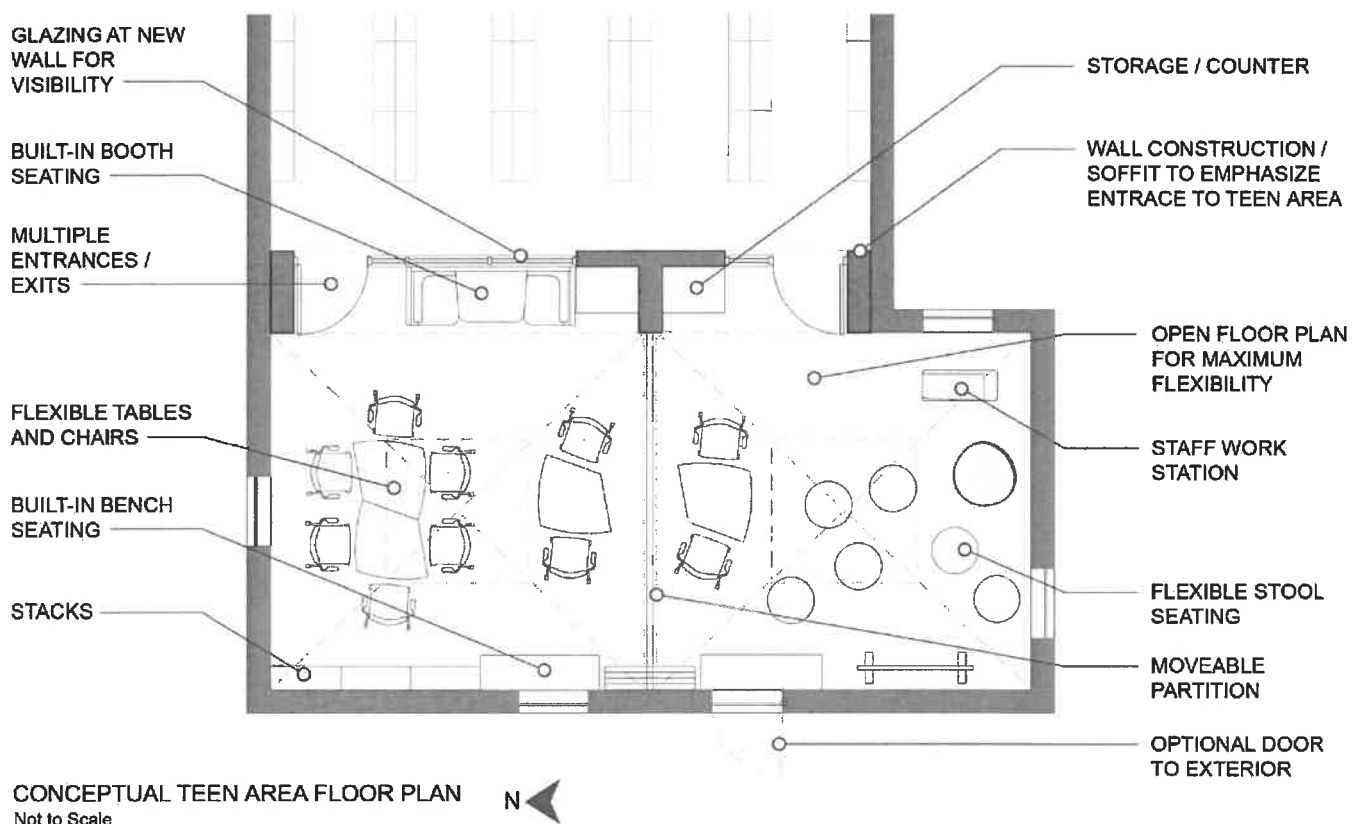 GLAZING AT NEW
WALL FOR
VISIBILITY
BUILT-IN BOOTH
SEATING
MULTIPLE
ENTRANCES /
EXITS
FLEXIBLE TABLES
AND CHAIRS
BUILT-IN BENCH
SEATING
STACKS
STORAGE / COUNTER
WALL CONSTRUCTION /
SOFFIT TO EMPHASIZE
ENTRACE TO TEEN AREA
OPEN FLOOR PLAN
FOR MAXIMUM
FLEXIBILITY
STAFF WORK
STATION
FLEXIBLE STOOL
SEATING
MOVEABLE
PARTITION
OPTIONAL DOOR
TO EXTERIOR
CONCEPTUAL TEEN AREA FLOOR PLAN
N
Not to Scale